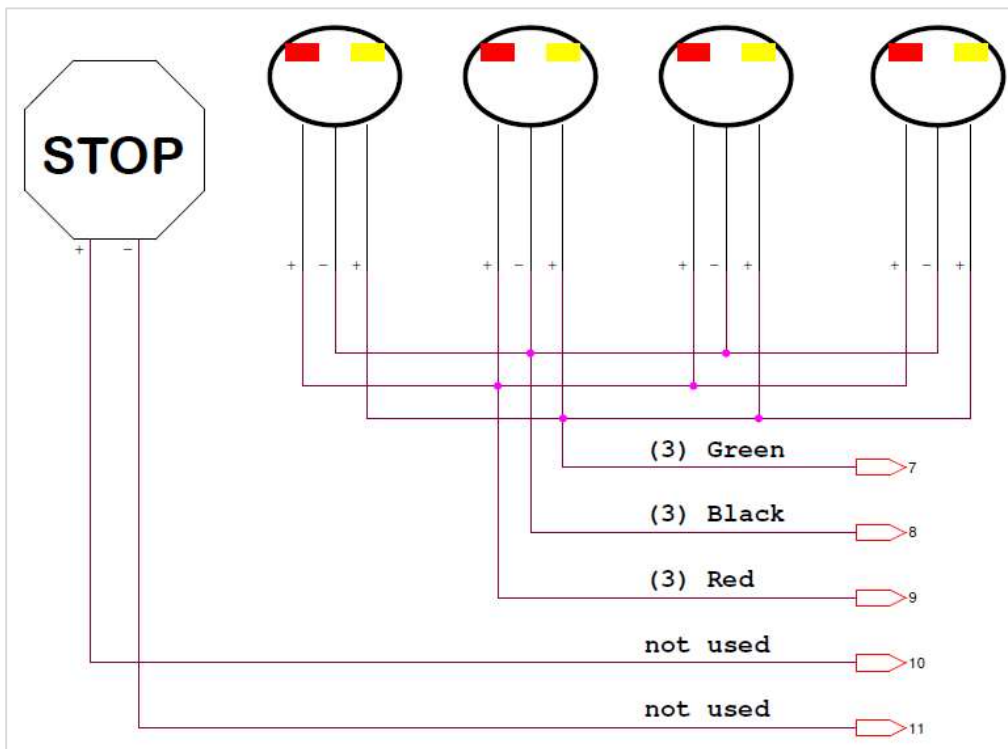 STOP
+ −
+ − +
+ − +
+ − +
+ − +
(3) Green
7
(3) Black
8
(3) Red
9
not used
10
not used
11